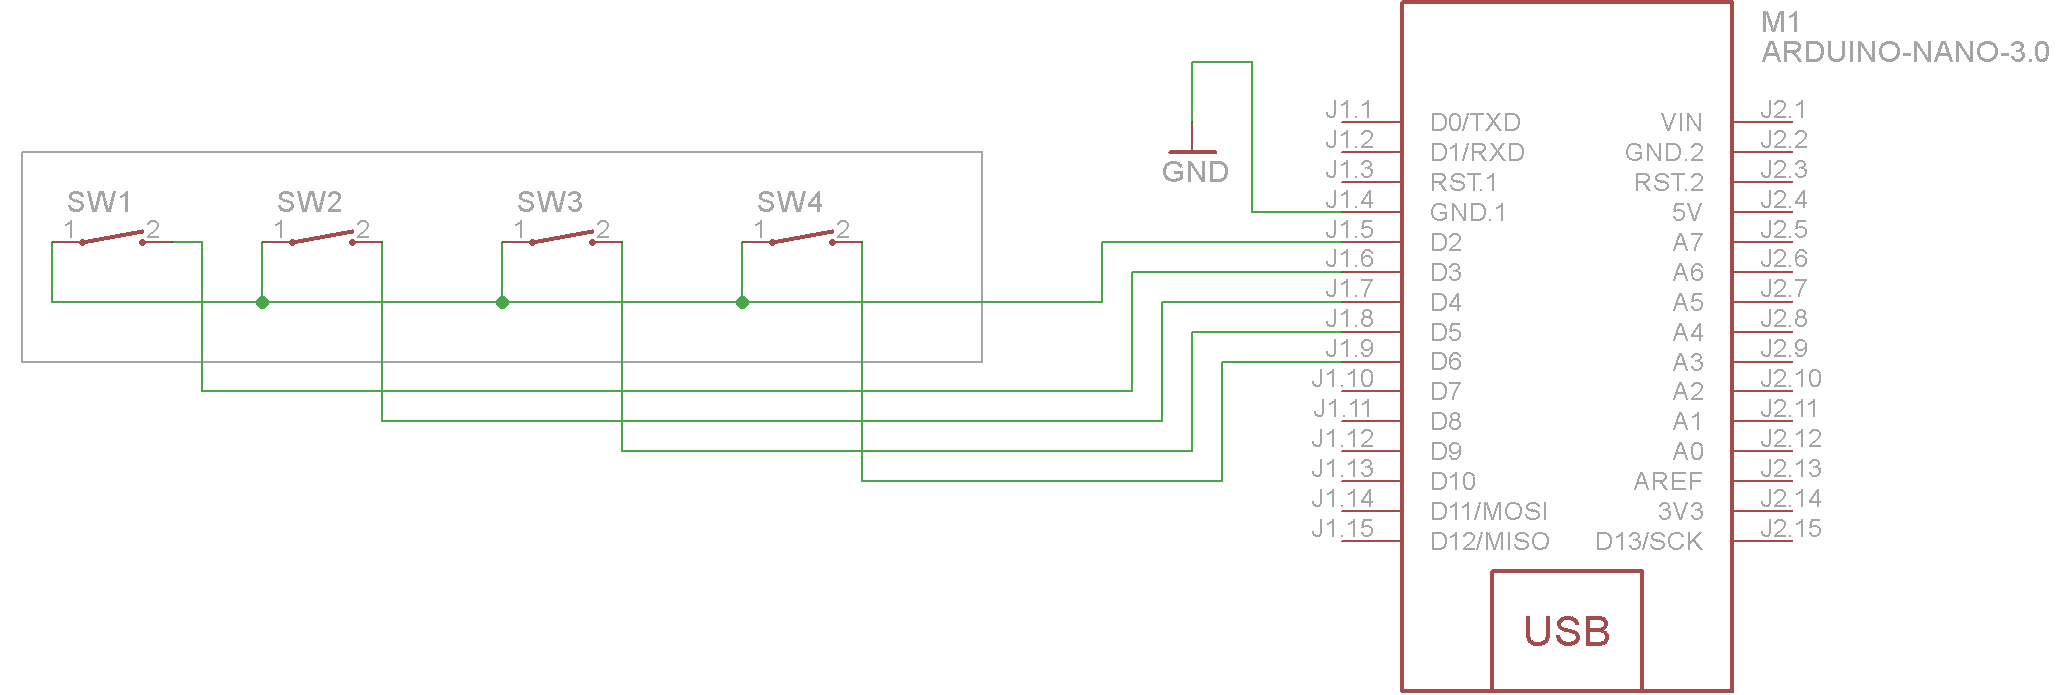 M1
ARDUINO-NANO-3.0
J1.1 D0/TXD VIN J2.1
J1.2 D1/RXD GND.2 J2.2
J1.3 RST.1 RST.2 J2.3
GND
J1.4 GND.1 5V J2.4
SW1 SW2 SW3 SW4
1 2 1 2 1 2 1 2
J1.5 D2 A7 J2.5
J1.6 D3 A6 J2.6
J1.7 D4 A5 J2.7
J1.8 D5 A4 J2.8
J1.9 D6 A3 J2.9
J1.10 D7 A2 J2.10
J1.11 D8 A1 J2.11
J1.12 D9 A0 J2.12
J1.13 D10 AREF J2.13
J1.14 D11/MOSI 3V3 J2.14
J1.15 D12/MISO D13/SCK J2.15
USB